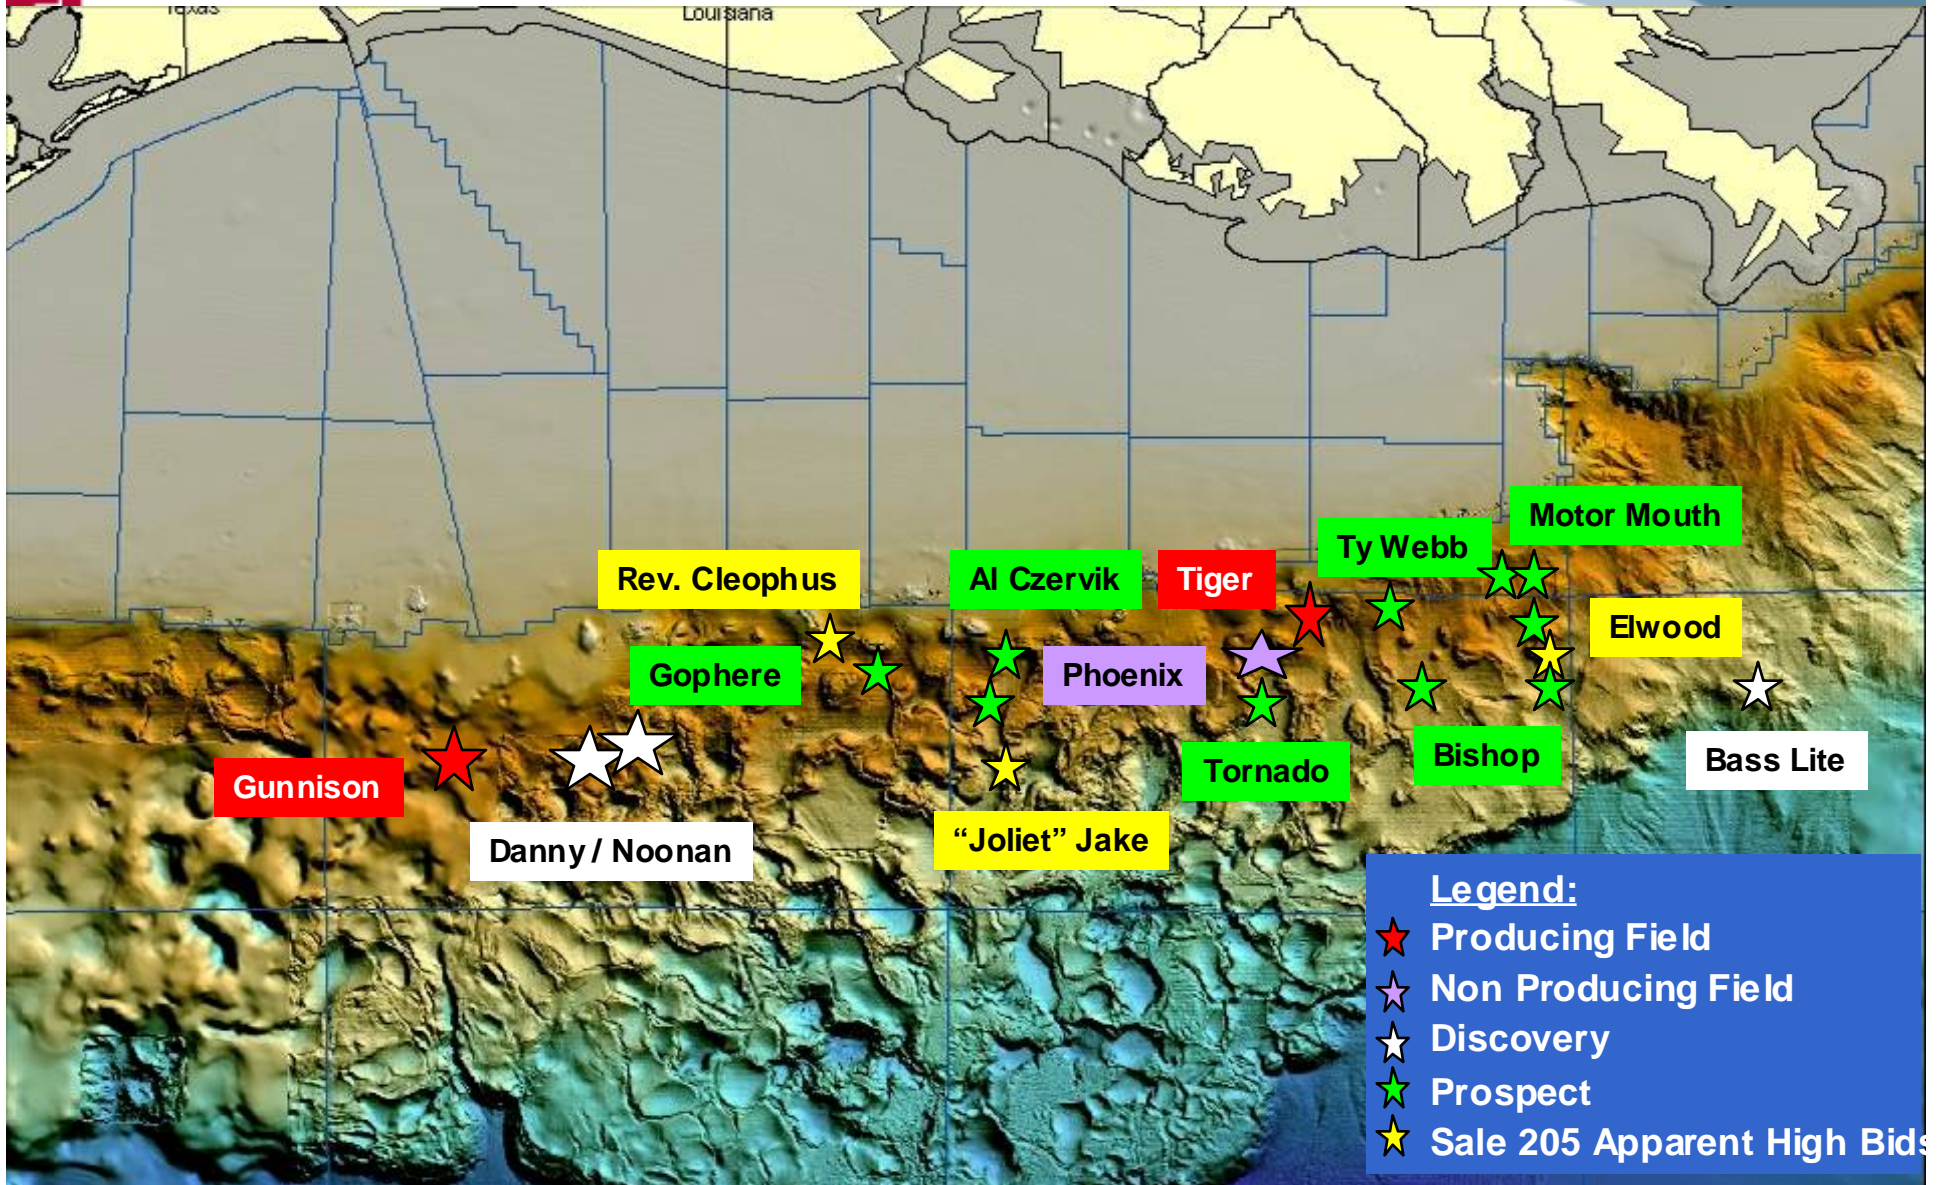 Texas
Louisiana
Motor Mouth
Ty Webb
Rev. Cleophus
Al Czervik
Tiger
Elwood
Gophere
Phoenix
Gunnison
Tornado
Bishop
Bass Lite
Danny / Noonan
“Joliet” Jake
Legend:
Producing Field
Non Producing Field
Discovery
Prospect
Sale 205 Apparent High Bids